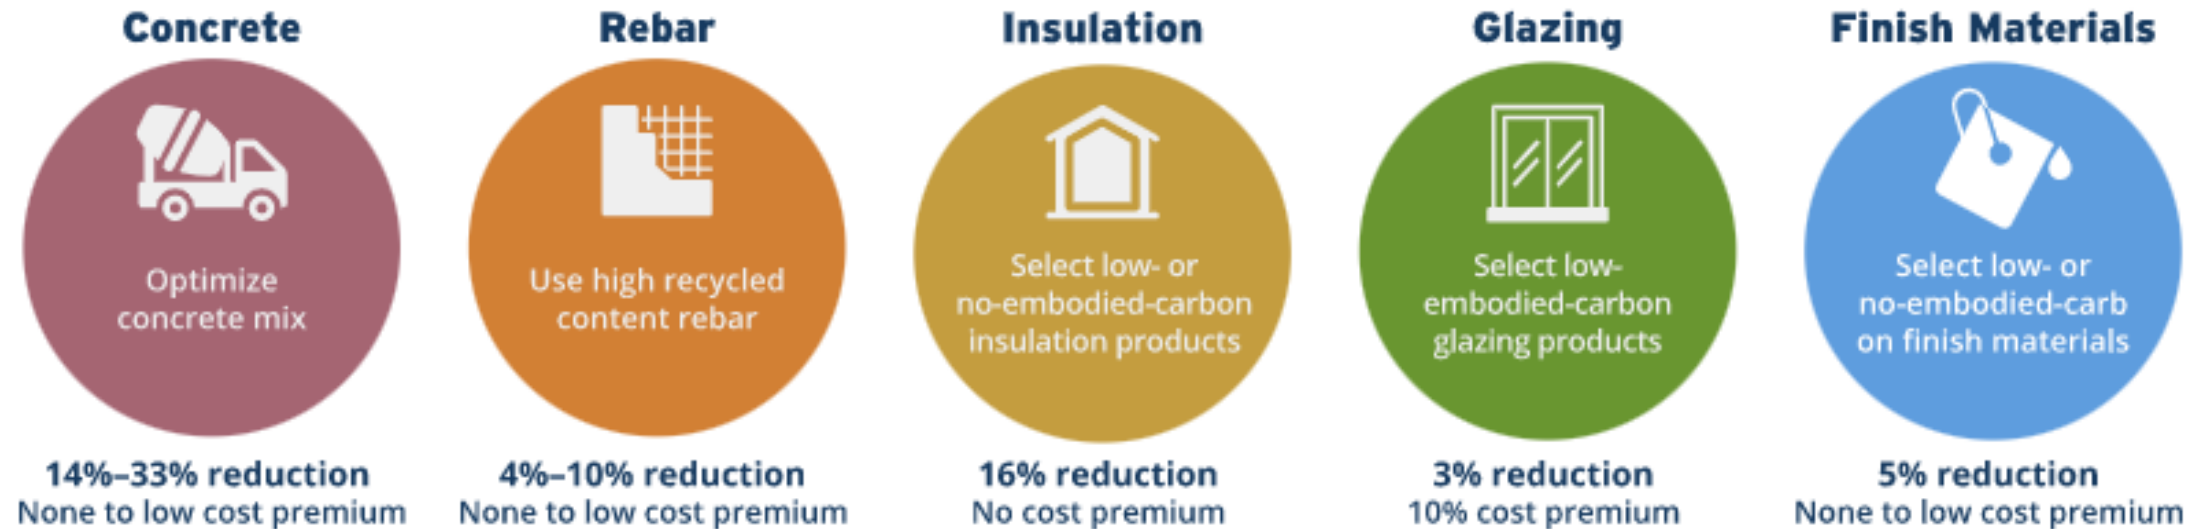 Concrete
Optimize
concrete mix
14%–33% reduction
None to low cost premium
Rebar
Use high recycled
content rebar
4%–10% reduction
None to low cost premium
Insulation
Select low- or
no-embodied-carbon
insulation products
16% reduction
No cost premium
Glazing
Select low-
embodied-carbon
glazing products
3% reduction
10% cost premium
Finish Materials
Select low- or
no-embodied-carb
on finish materials
5% reduction
None to low cost premium